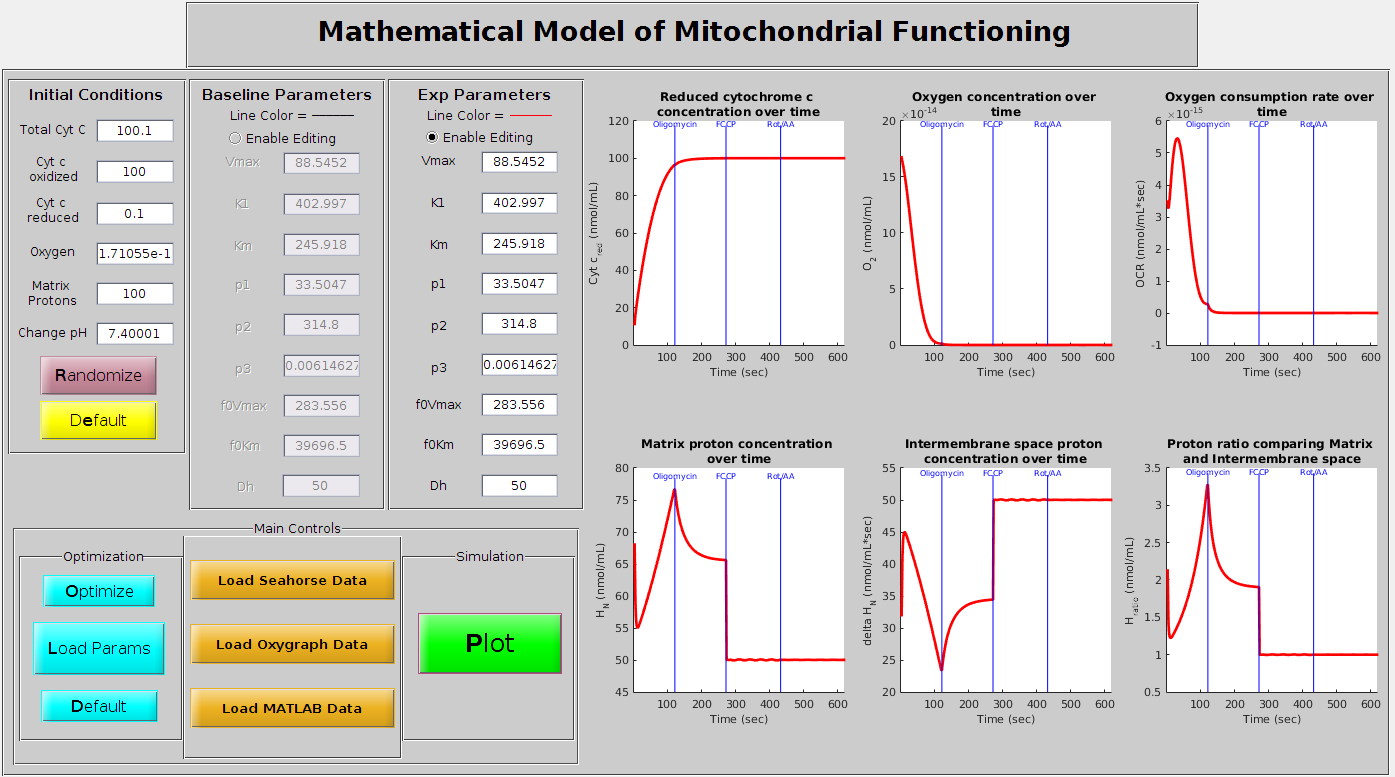 Mathematical Model of Mitochondrial Functioning
Initial Conditions
Total Cyt C
100.1
Cyt c
oxidized
100
Cyt c
reduced
0.1
Oxygen
1.71055e-1
Matrix
Protons
100
Change pH
7.40001
Randomize
Default
Baseline Parameters
Line Color =
Enable Editing
Vmax
88.5452
K1
402.997
Km
245.918
p1
33.5047
p2
314.8
p3
0.00614627
f0Vmax
283.556
f0Km
39696.5
Dh
50
Exp Parameters
Line Color =
Enable Editing
Vmax
88.5452
K1
402.997
Km
245.918
p1
33.5047
p2
314.8
p3
0.00614627
f0Vmax
283.556
f0Km
39696.5
Dh
50
Main Controls
Optimization
Optimize
Load Params
Default
Load Seahorse Data
Load Oxygraph Data
Load MATLAB Data
Simulation
Plot
Reduced cytochrome c
concentration over time
Oligomycin FCCP Rot/AA
120
100
80
60
40
20
0
Cyt c red (nmol/mL)
100 200 300 400 500 600
Time (sec)
Oxygen concentration over
time
×10-14
Oligomycin FCCP Rot/AA
20
15
10
5
0
O2 (nmol/mL)
100 200 300 400 500 600
Time (sec)
Oxygen consumption rate over
time
×10-15
Oligomycin FCCP Rot/AA
6
5
4
3
2
1
0
-1
OCR (nmol/mL*sec)
100 200 300 400 500 600
Time (sec)
Matrix proton concentration
over time
Oligomycin FCCP Rot/AA
80
75
70
65
60
55
50
45
HN (nmol/mL)
100 200 300 400 500 600
Time (sec)
Intermembrane space proton
concentration over time
Oligomycin FCCP Rot/AA
55
50
45
40
35
30
25
20
delta HN (nmol/mL*sec)
100 200 300 400 500 600
Time (sec)
Proton ratio comparing Matrix
and Intermembrane space
Oligomycin FCCP Rot/AA
3.5
3
2.5
2
1.5
1
0.5
Hratio (nmol/mL)
100 200 300 400 500 600
Time (sec)